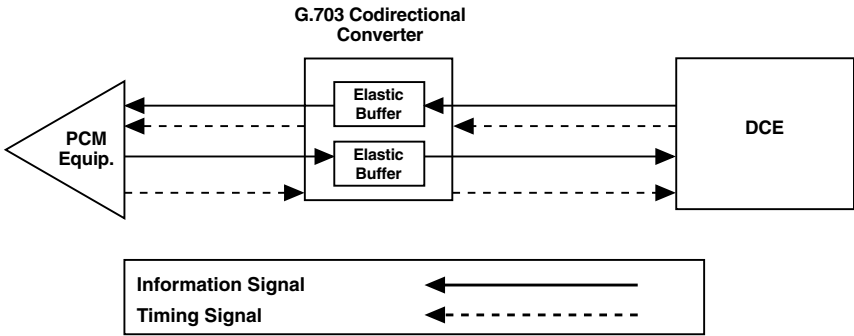 G.703 Codirectional
Converter
Elastic
Buffer
PCM
Equip.
DCE
Elastic
Buffer
Information Signal
Timing Signal